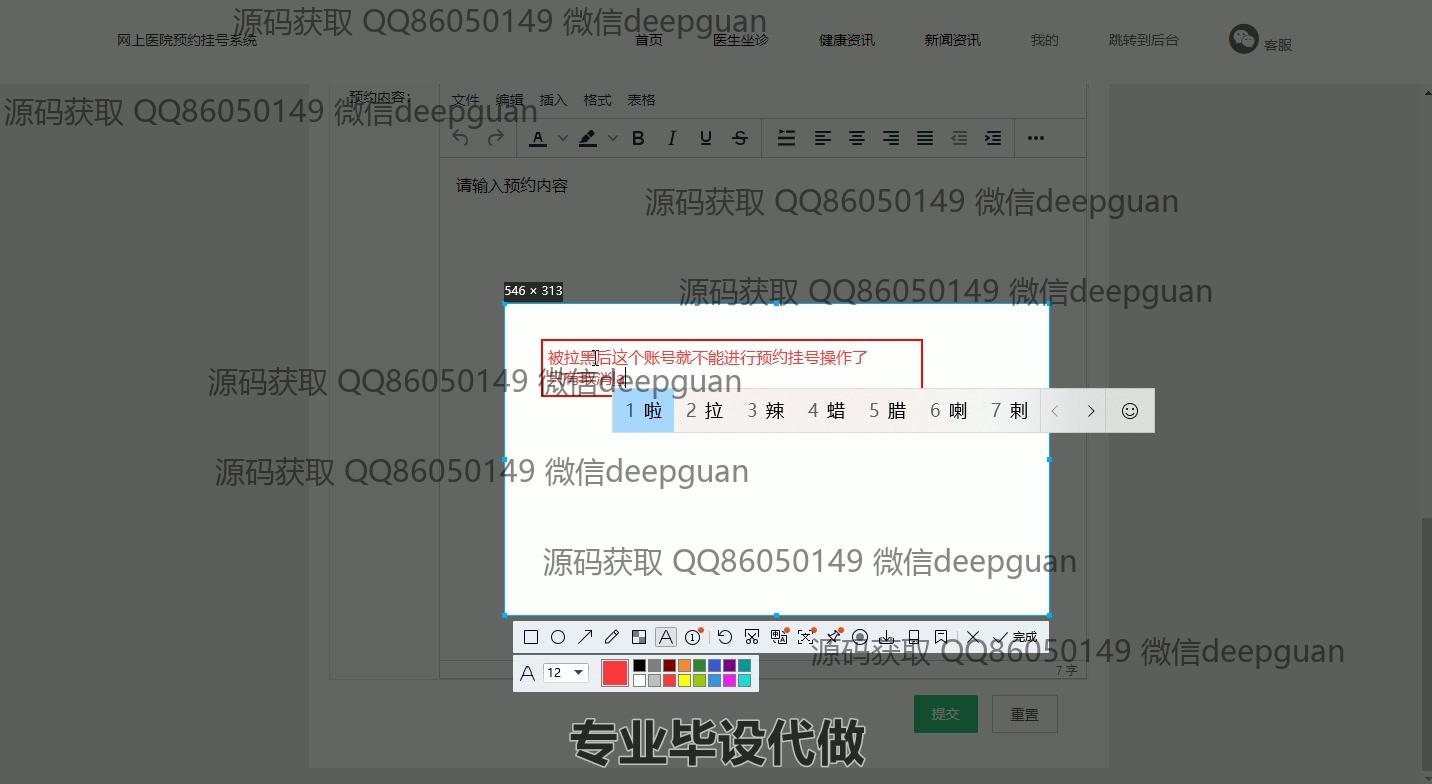 源码获取 QQ86050149 微信deepguan
网上医院预约挂号系统
首页
医生坐诊
健康资讯
新闻资讯
我的
跳转到后台
客服
预约内容：
文件 编辑 插入 格式 表格
源码获取 QQ86050149 微信deepguan
A B I U S
请输入预约内容
源码获取 QQ86050149 微信deepguan
546 × 313
源码获取 QQ86050149 微信deepguan
被拉黑后这个账号就不能进行预约挂号操作了
只有取消la
源码获取 QQ86050149 微信deepguan
1 啦 2 拉 3 辣 4 蜡 5 腊 6 喇 7 剌
源码获取 QQ86050149 微信deepguan
源码获取 QQ86050149 微信deepguan
A 1 完成
源码获取 QQ86050149 微信deepguan
7 字
A 12
提交
重置
专业毕设代做